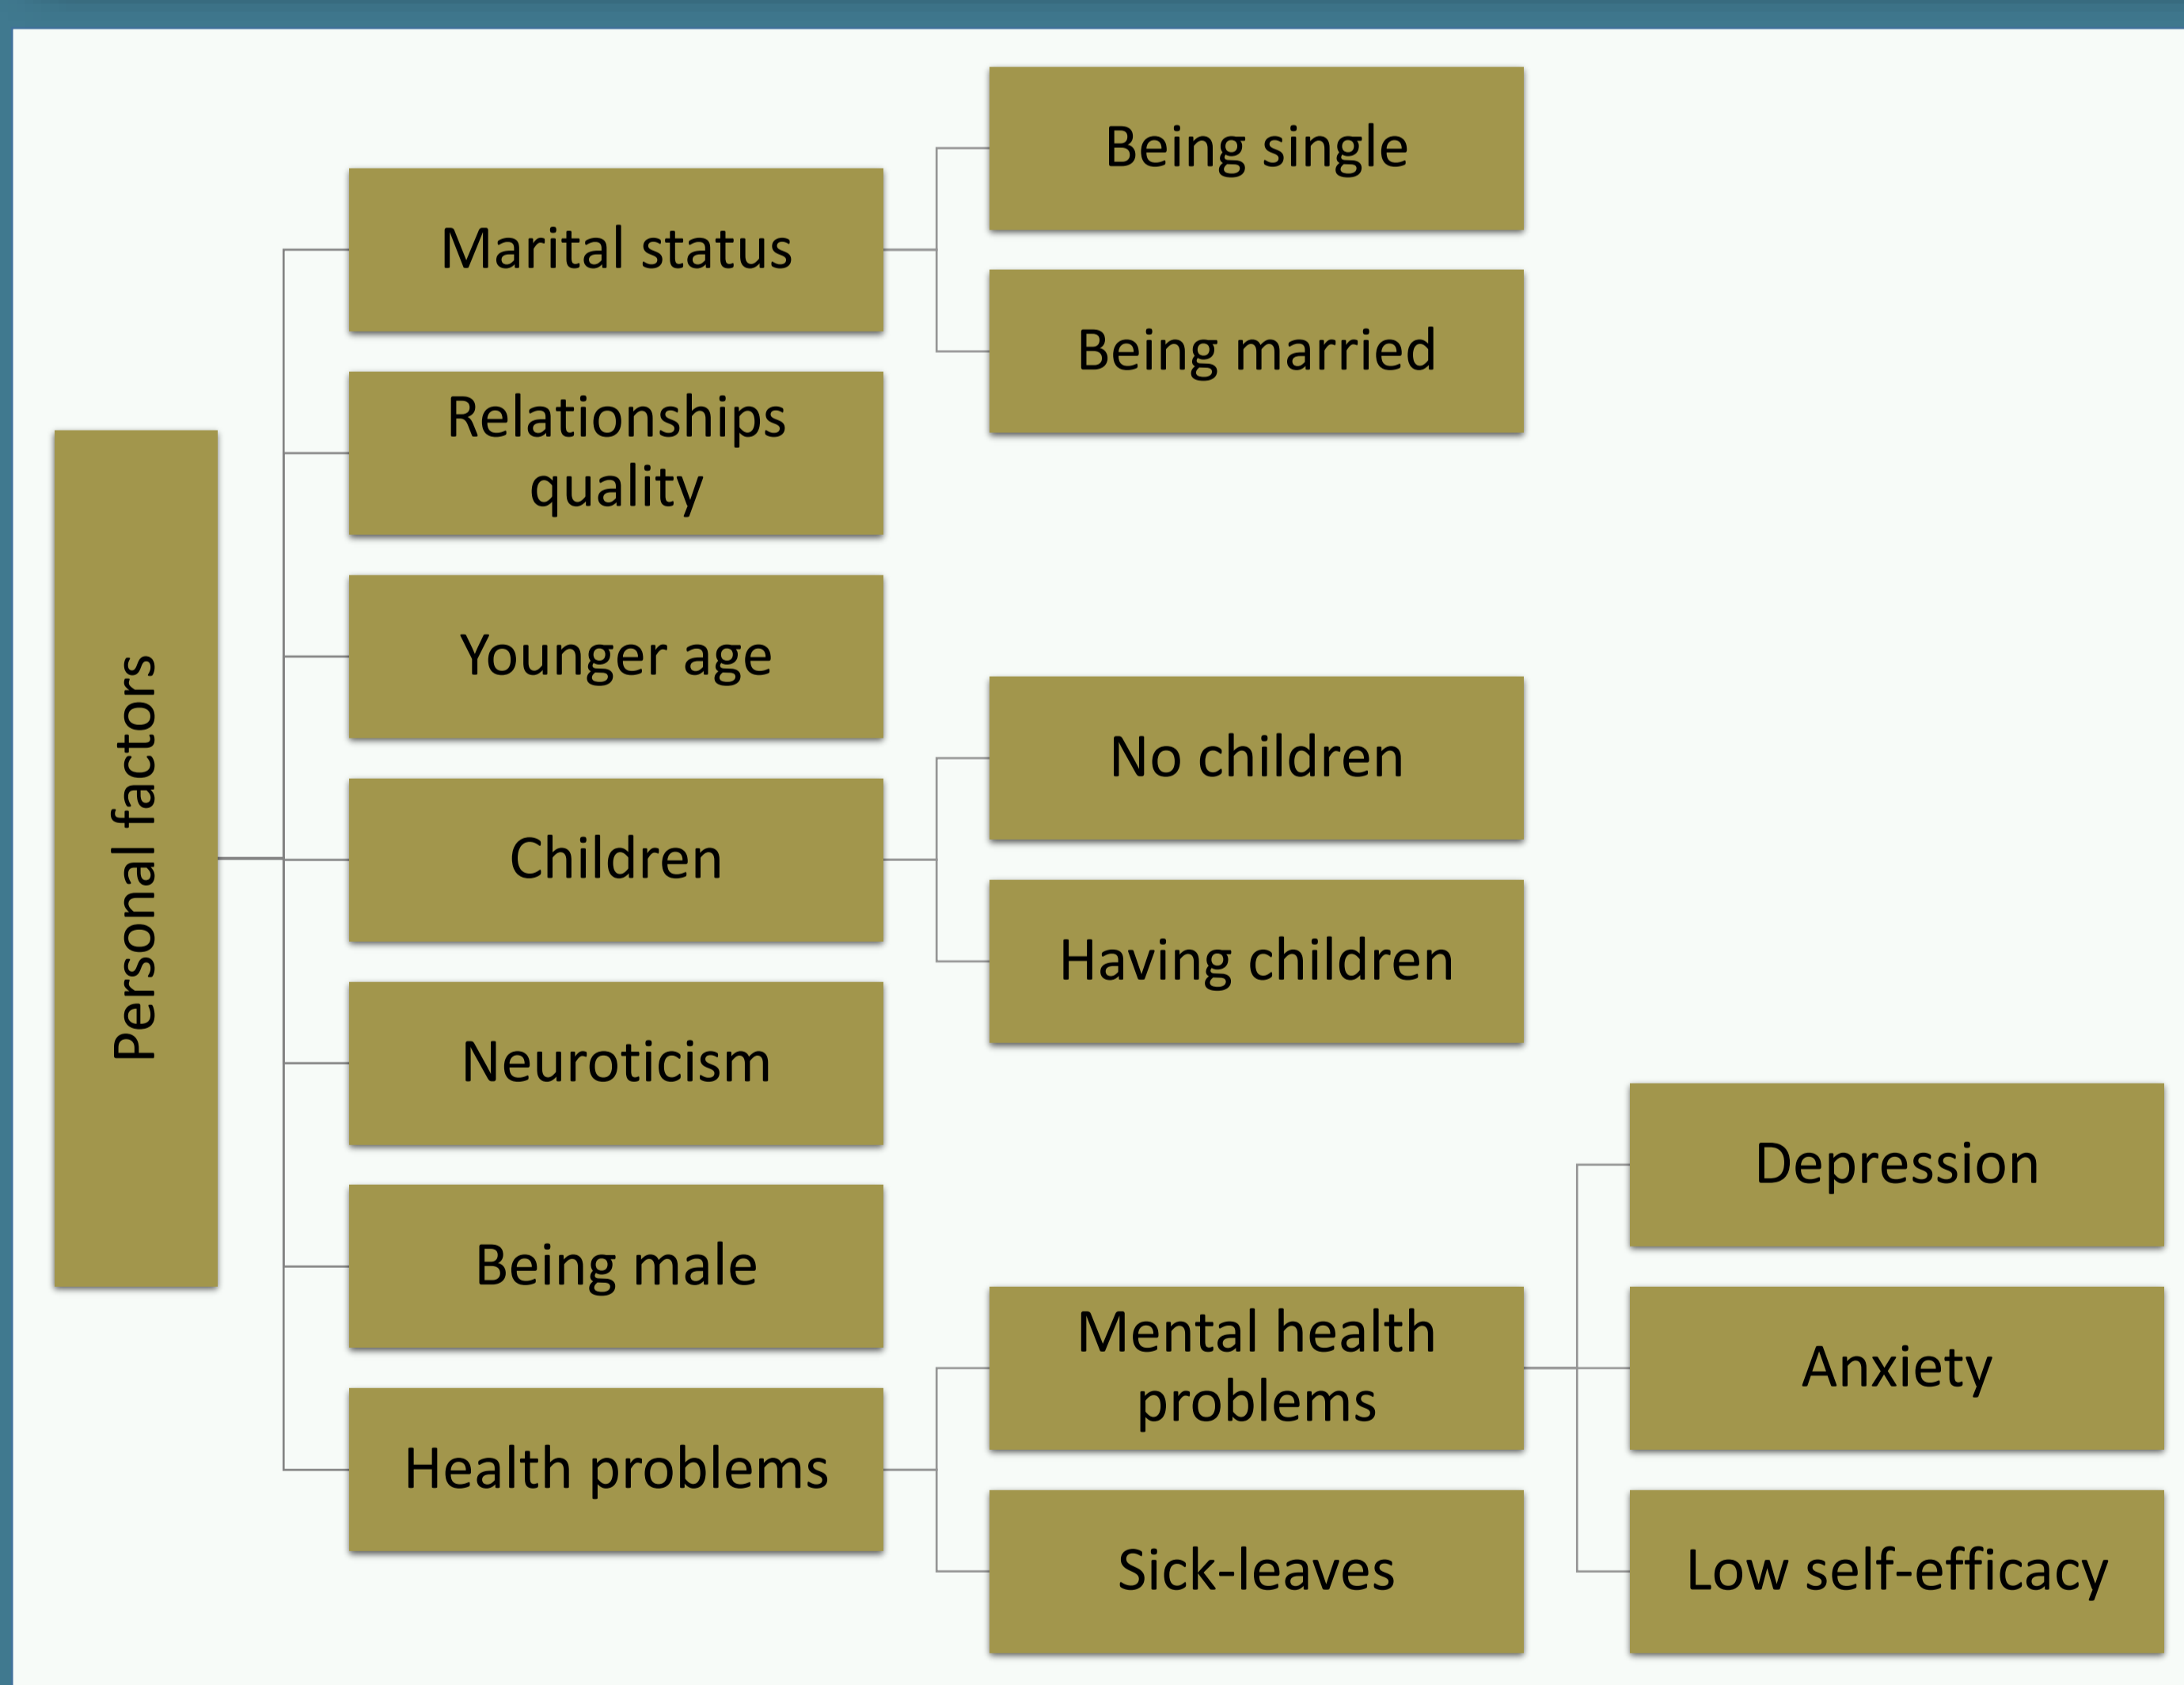 Personal factors
Marital status
Being single
Being married
Relationships
quality
Younger age
Children
No children
Having children
Neuroticism
Being male
Health problems
Mental health
problems
Depression
Anxiety
Low self-efficacy
Sick-leaves